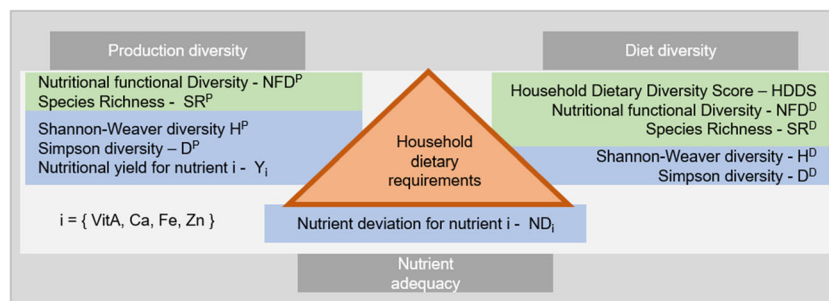 Production diversity
Diet diversity
Nutritional functional Diversity - NFDᴾ
Species Richness - SRᴾ
Shannon-Weaver diversity Hᴾ
Simpson diversity – Dᴾ
Nutritional yield for nutrient i - Yᵢ
Household
dietary
requirements
Household Dietary Diversity Score – HDDS
Nutritional functional Diversity - NFDᴰ
Species Richness - SRᴰ
Shannon-Weaver diversity - Hᴰ
Simpson diversity - Dᴰ
i = { VitA, Ca, Fe, Zn }
Nutrient deviation for nutrient i - NDᵢ
Nutrient
adequacy